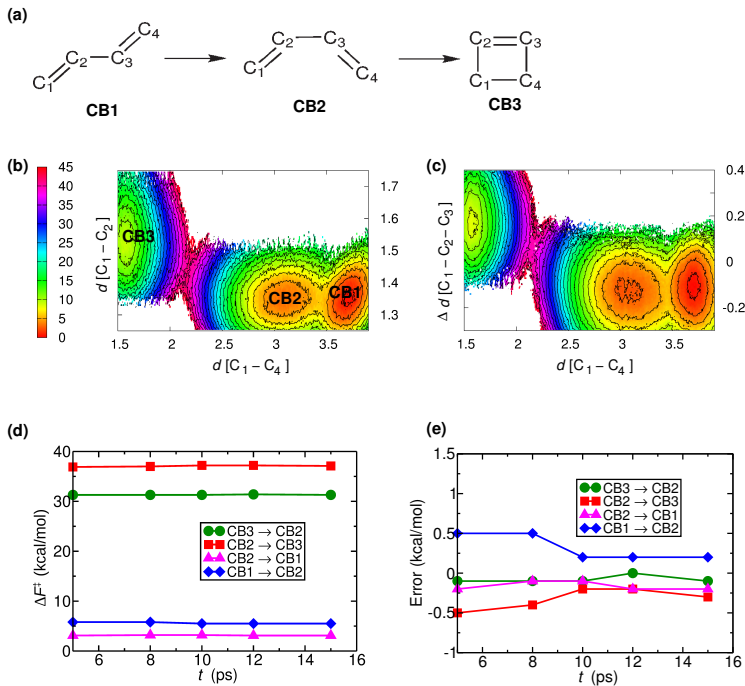 (a)
C4
C2 C3
C1
CB1
C2 C3
C1 C4
CB2
C2 C3
C1 C4
CB3
(b)
45
40
35
30
25
20
15
10
5
0
d [C1 – C2 ]
CB3
CB2
CB1
1.7
1.6
1.5
1.4
1.3
1.5 2 2.5 3 3.5
d [C1 – C4 ]
(c)
Δ d [C1 – C2 – C3 ]
0.4
0.2
0
-0.2
1.5 2 2.5 3 3.5
d [C1 – C4 ]
(d)
ΔF‡ (kcal/mol)
40
30
20
10
0
CB3 → CB2
CB2 → CB3
CB2 → CB1
CB1 → CB2
6 8 10 12 14 16
t (ps)
(e)
Error (kcal/mol)
1.5
1
0.5
0
-0.5
-1
CB3 → CB2
CB2 → CB3
CB2 → CB1
CB1 → CB2
6 8 10 12 14 16
t (ps)